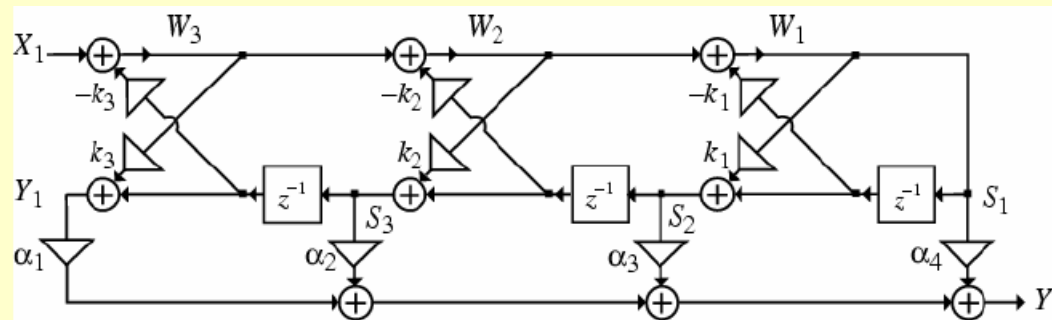 X₁ W₃ W₂ W₁
−k₃ −k₂ −k₁
k₃ k₂ k₁
Y₁ z⁻¹ z⁻¹ z⁻¹ S₁
S₃ S₂
α₁ α₂ α₃ α₄
Y